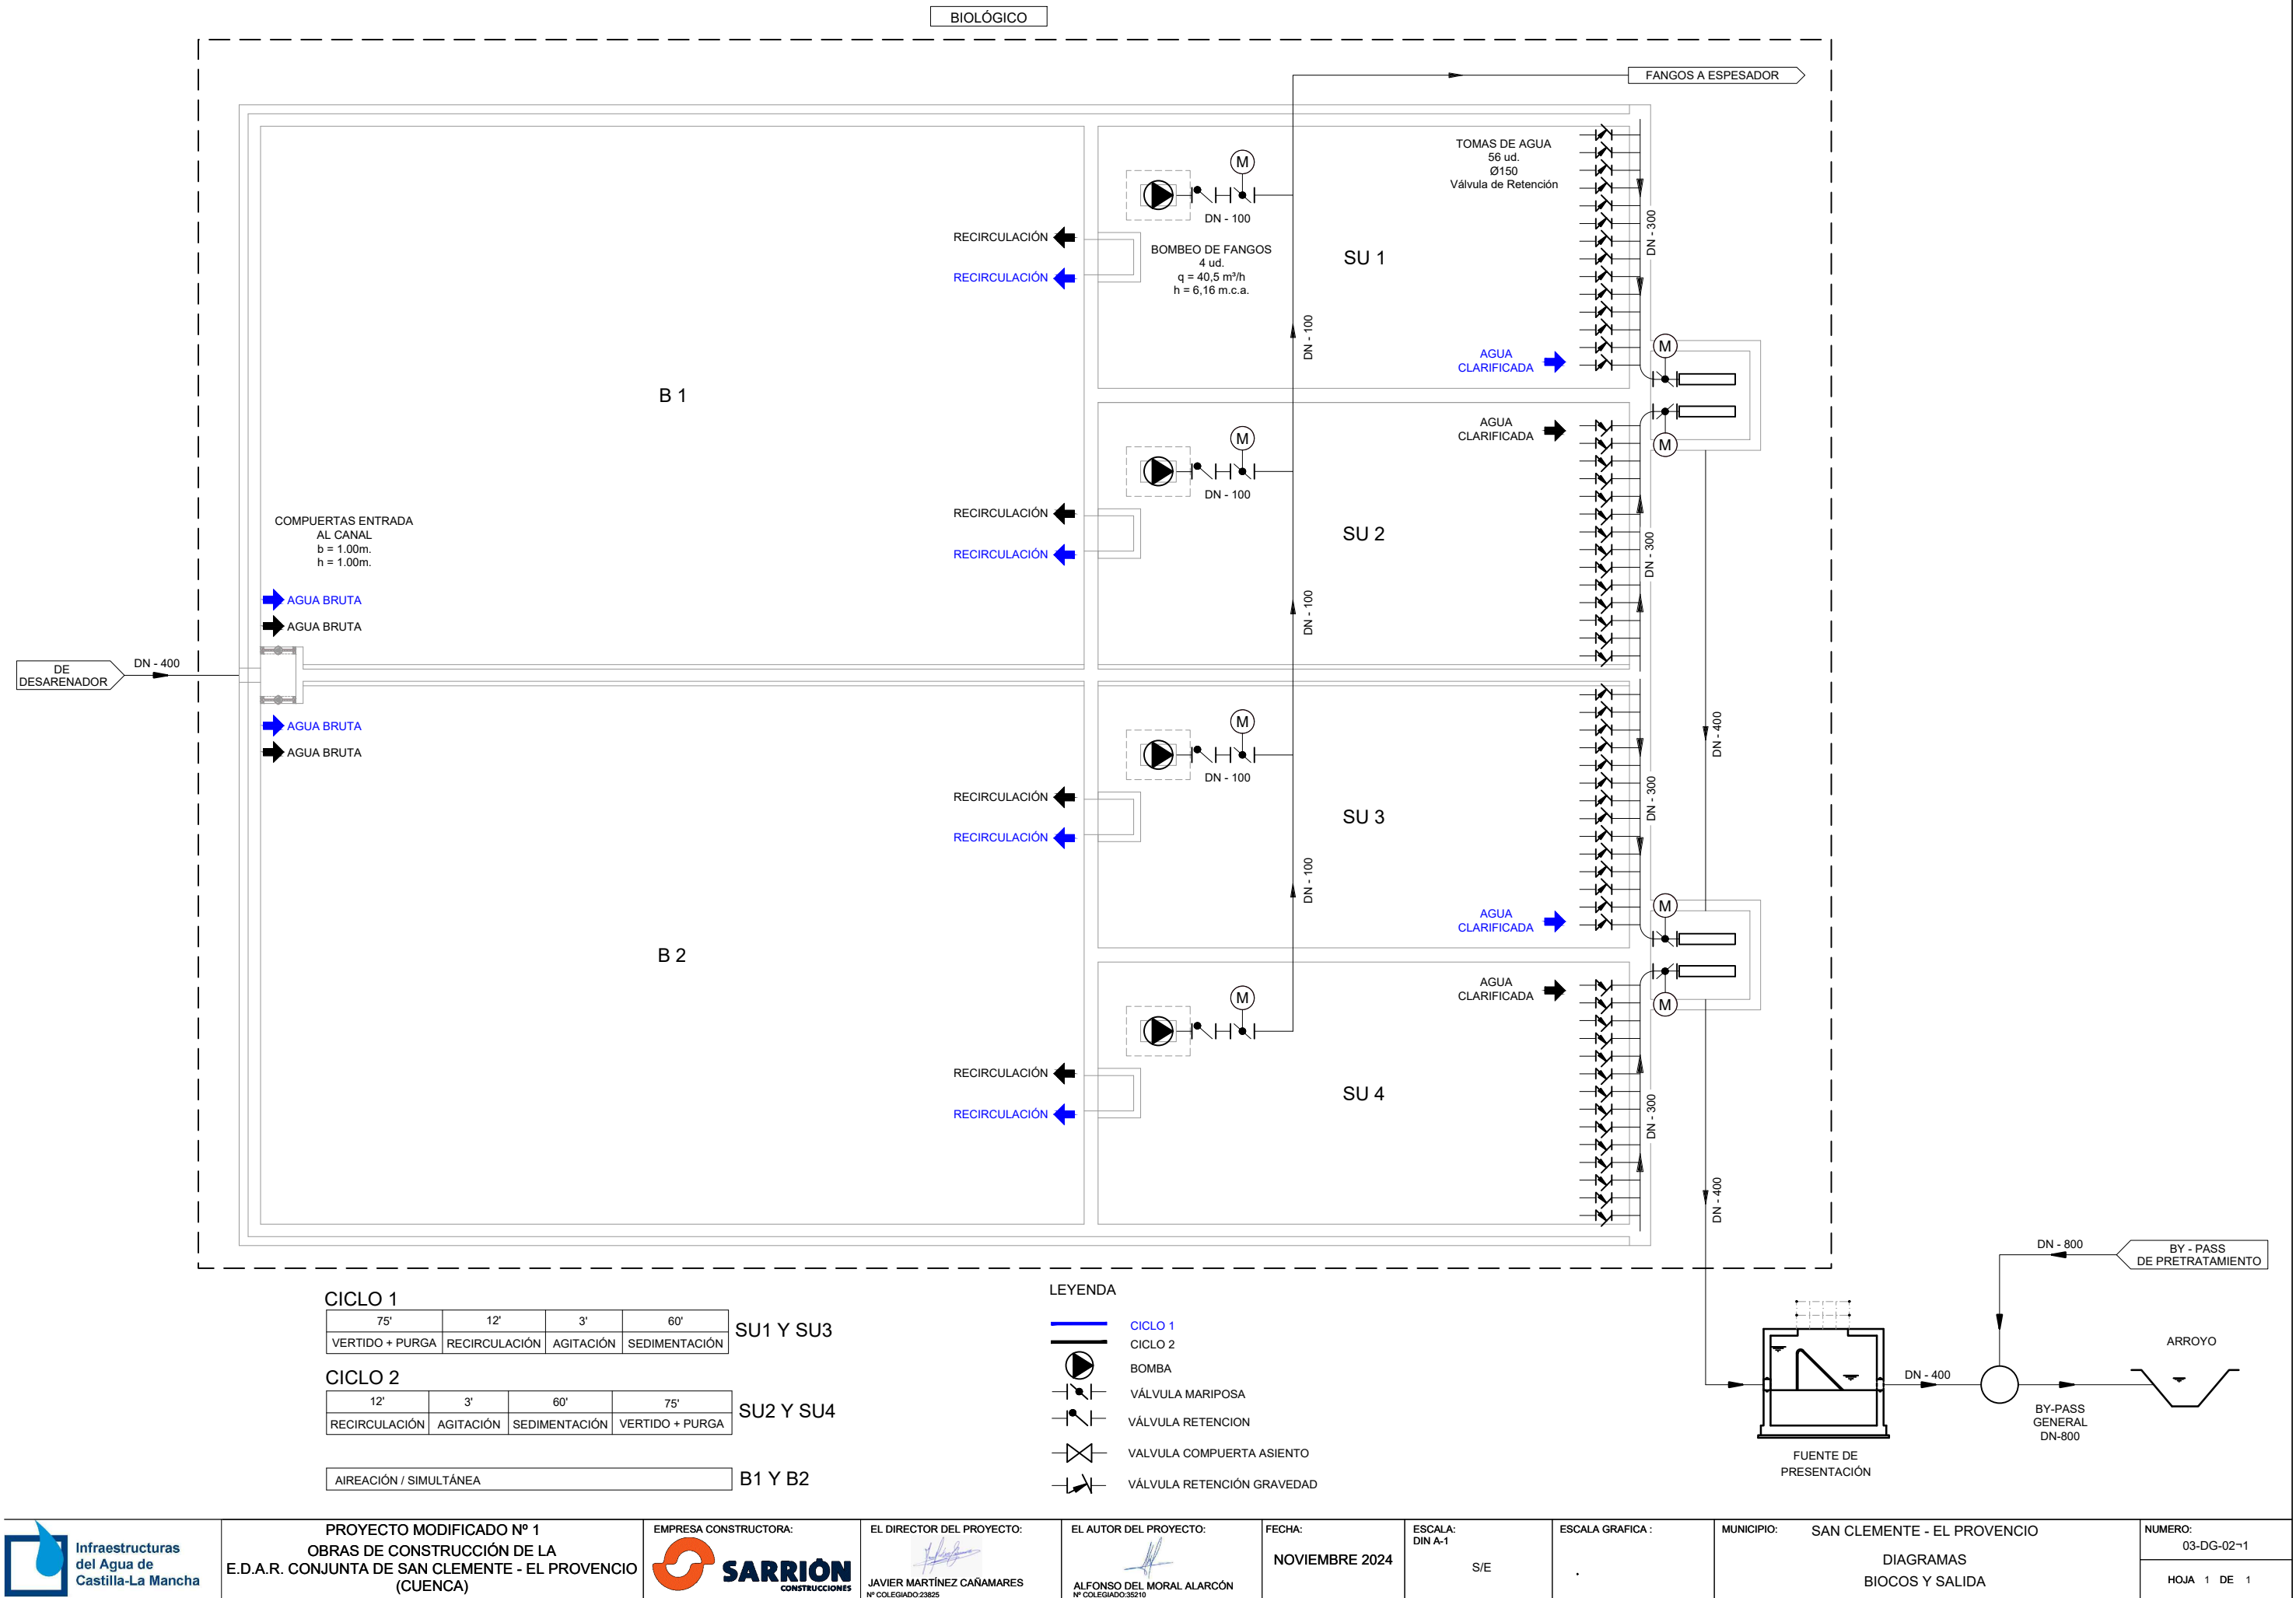 BIOLÓGICO
FANGOS A ESPESADOR
TOMAS DE AGUA
56 ud.
Ø150
Válvula de Retención
M
DN - 100
DN - 300
RECIRCULACIÓN
RECIRCULACIÓN
BOMBEO DE FANGOS
4 ud.
q = 40,5 m³/h
h = 6,16 m.c.a.
SU 1
DN - 100
AGUA
CLARIFICADA
M
B 1
AGUA
CLARIFICADA
M
M
DN - 100
RECIRCULACIÓN
RECIRCULACIÓN
SU 2
DN - 300
COMPUERTAS ENTRADA
AL CANAL
b = 1.00m.
h = 1.00m.
AGUA BRUTA
AGUA BRUTA
DN - 100
DE
DESARENADOR
DN - 400
AGUA BRUTA
AGUA BRUTA
M
DN - 100
DN - 400
RECIRCULACIÓN
RECIRCULACIÓN
SU 3
DN - 300
DN - 100
AGUA
CLARIFICADA
M
B 2
AGUA
CLARIFICADA
M
M
RECIRCULACIÓN
RECIRCULACIÓN
SU 4
DN - 300
DN - 400
DN - 800
BY - PASS
DE PRETRATAMIENTO
CICLO 1
75' 12' 3' 60'
VERTIDO + PURGA RECIRCULACIÓN AGITACIÓN SEDIMENTACIÓN
SU1 Y SU3
CICLO 2
12' 3' 60' 75'
RECIRCULACIÓN AGITACIÓN SEDIMENTACIÓN VERTIDO + PURGA
SU2 Y SU4
AIREACIÓN / SIMULTÁNEA
B1 Y B2
LEYENDA
CICLO 1
CICLO 2
BOMBA
VÁLVULA MARIPOSA
VÁLVULA RETENCION
VALVULA COMPUERTA ASIENTO
VÁLVULA RETENCIÓN GRAVEDAD
ARROYO
DN - 400
BY-PASS
GENERAL
DN-800
FUENTE DE
PRESENTACIÓN
Infraestructuras
del Agua de
Castilla-La Mancha
PROYECTO MODIFICADO Nº 1
OBRAS DE CONSTRUCCIÓN DE LA
E.D.A.R. CONJUNTA DE SAN CLEMENTE - EL PROVENCIO
(CUENCA)
EMPRESA CONSTRUCTORA:
SARRIÓN
CONSTRUCCIONES
EL DIRECTOR DEL PROYECTO:
JAVIER MARTÍNEZ CAÑAMARES
Nº COLEGIADO:23825
EL AUTOR DEL PROYECTO:
ALFONSO DEL MORAL ALARCÓN
Nº COLEGIADO:35210
FECHA:
NOVIEMBRE 2024
ESCALA:
DIN A-1
S/E
ESCALA GRAFICA :
MUNICIPIO: SAN CLEMENTE - EL PROVENCIO
DIAGRAMAS
BIOCOS Y SALIDA
NUMERO:
03-DG-02¬1
HOJA 1 DE 1